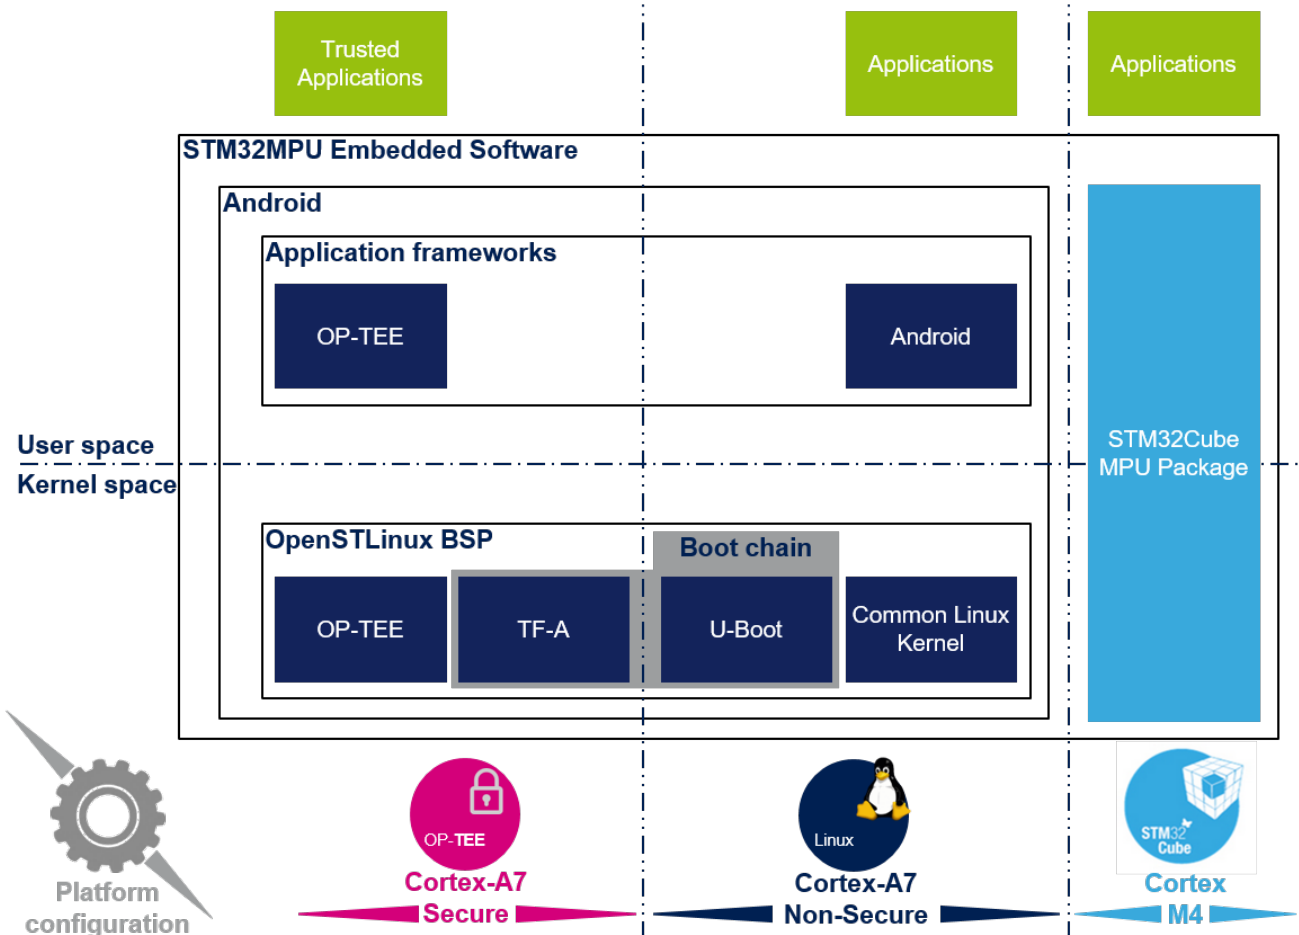 Trusted
Applications
Applications
Applications
STM32MPU Embedded Software
Android
Application frameworks
OP-TEE
Android
User space
Kernel space
STM32Cube
MPU Package
OpenSTLinux BSP
Boot chain
OP-TEE
TF-A
U-Boot
Common Linux
Kernel
OP-TEE
Linux
STM32
Cube
Platform
configuration
Cortex-A7
Secure
Cortex-A7
Non-Secure
Cortex
M4